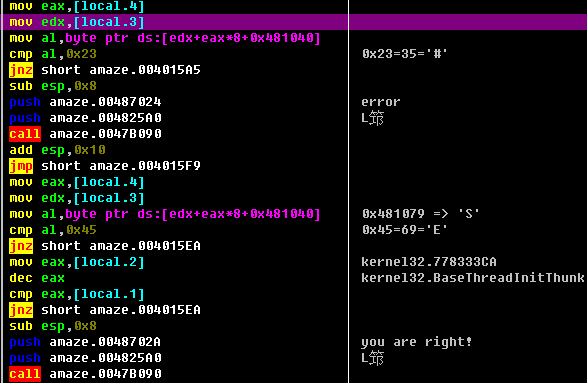 mov eax,[local.4]
mov edx,[local.3]
mov al,byte ptr ds:[edx+eax*8+0x481040]
cmp al,0x23 0x23=35='#'
jnz short amaze.004015A5
sub esp,0x8
push amaze.00487024 error
push amaze.004825A0 L筇
call amaze.0047B090
add esp,0x10
jmp short amaze.004015F9
mov eax,[local.4]
mov edx,[local.3]
mov al,byte ptr ds:[edx+eax*8+0x481040] 0x481079 => 'S'
cmp al,0x45 0x45=69='E'
jnz short amaze.004015EA
mov eax,[local.2] kernel32.778333CA
dec eax kernel32.BaseThreadInitThunk
cmp eax,[local.1]
jnz short amaze.004015EA
sub esp,0x8
push amaze.0048702A you are right!
push amaze.004825A0 L筇
call amaze.0047B090